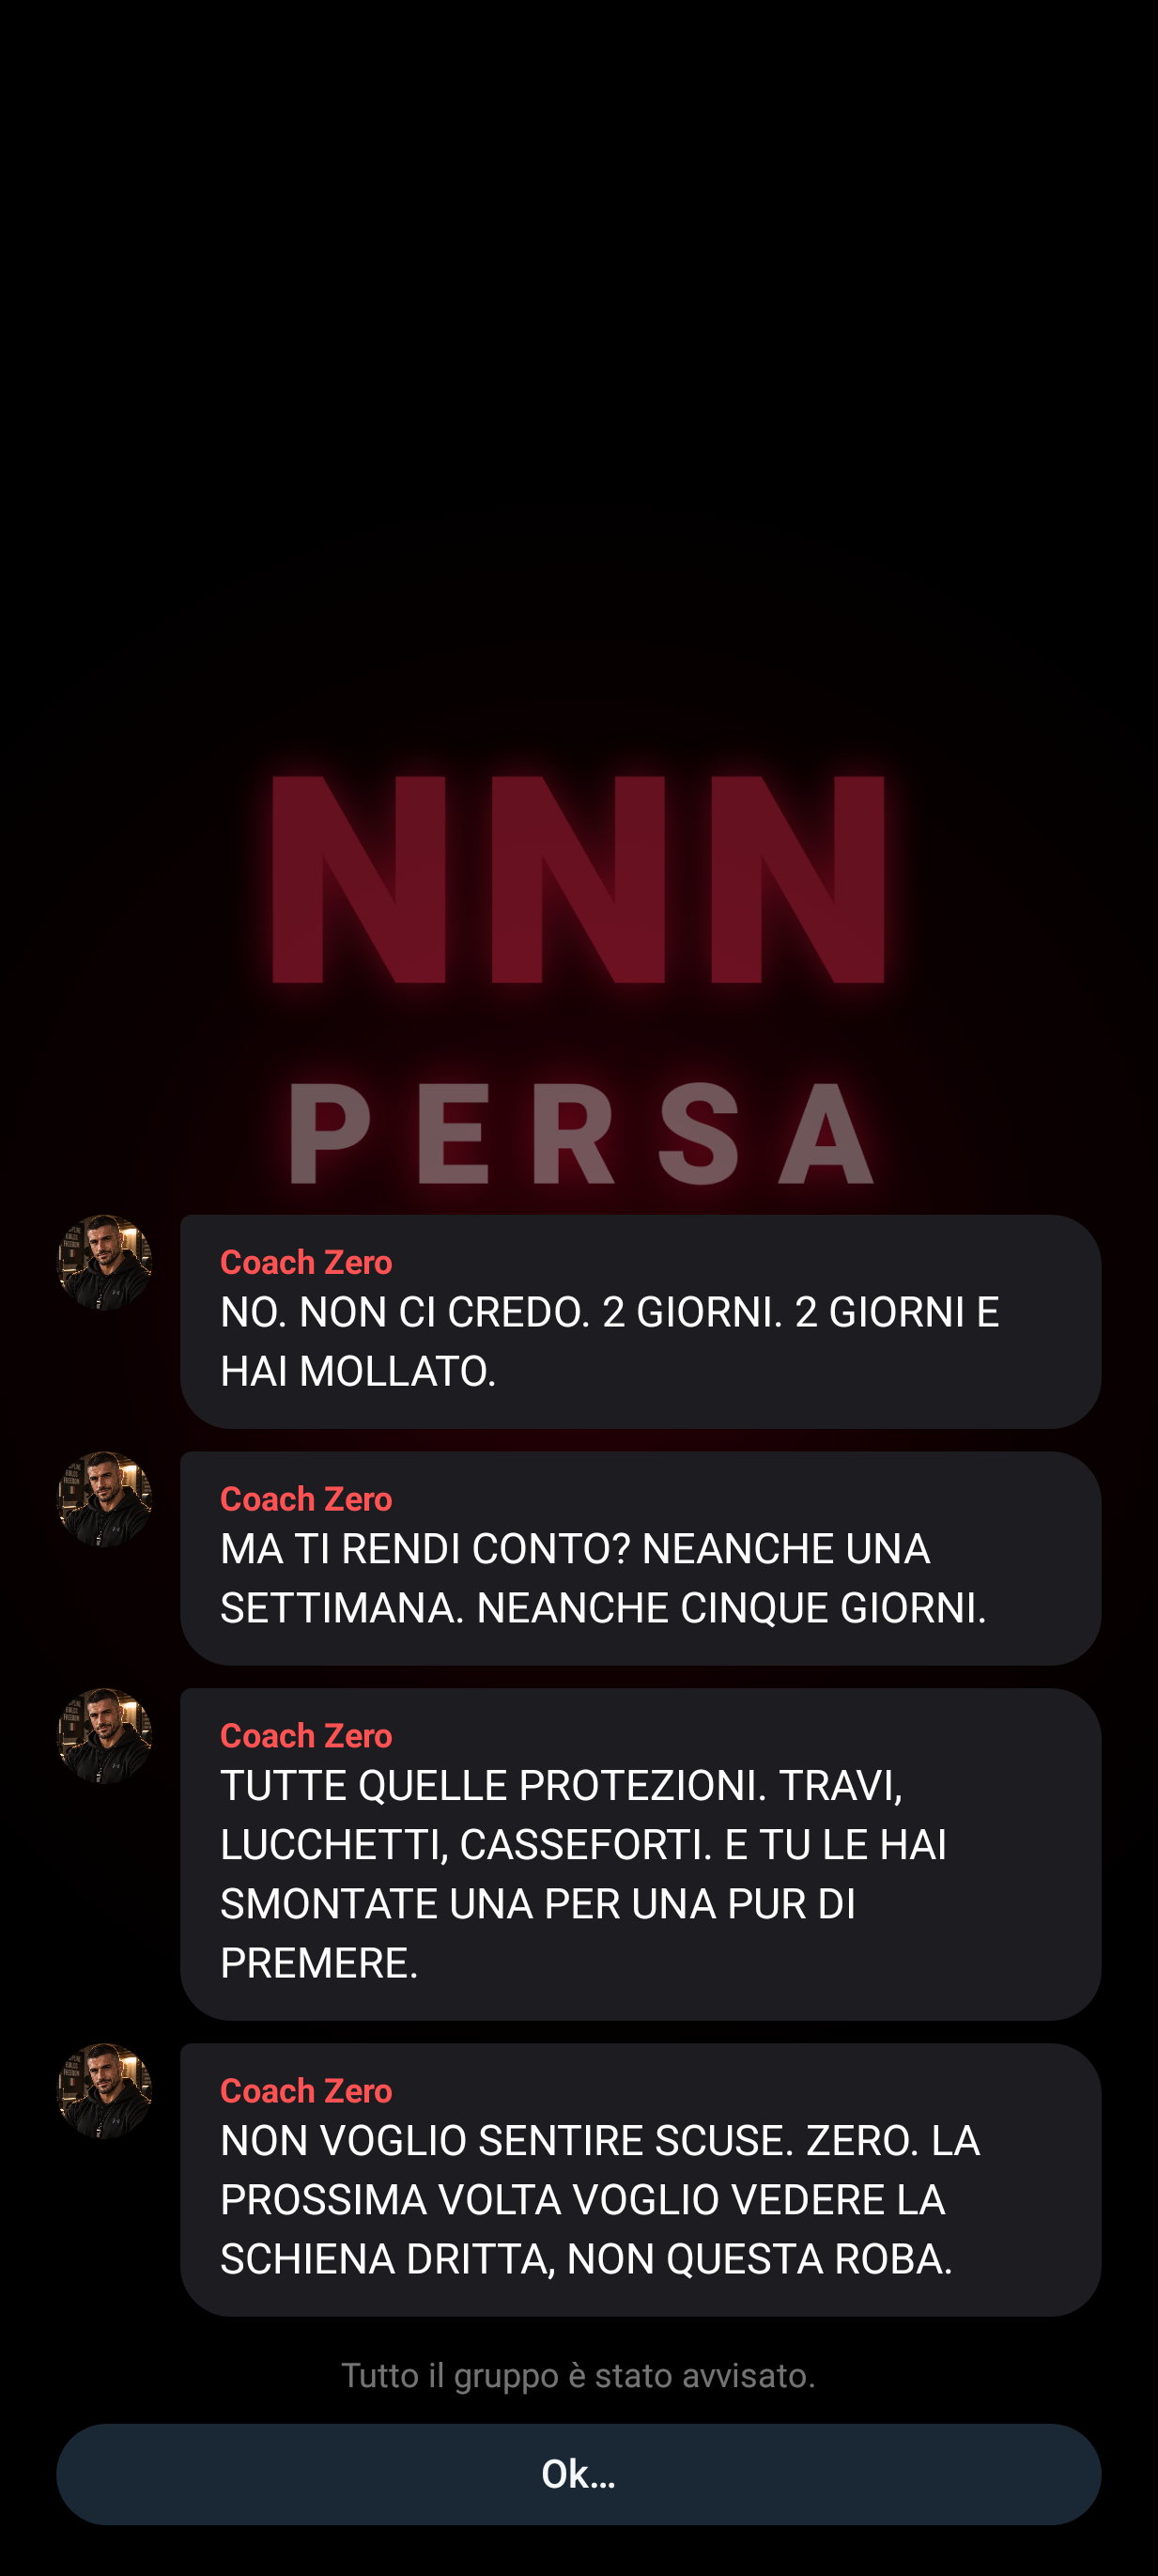 NNN
PERSA
Coach Zero
NO. NON CI CREDO. 2 GIORNI. 2 GIORNI E
HAI MOLLATO.
Coach Zero
MA TI RENDI CONTO? NEANCHE UNA
SETTIMANA. NEANCHE CINQUE GIORNI.
Coach Zero
TUTTE QUELLE PROTEZIONI. TRAVI,
LUCCHETTI, CASSEFORTI. E TU LE HAI
SMONTATE UNA PER UNA PUR DI
PREMERE.
Coach Zero
NON VOGLIO SENTIRE SCUSE. ZERO. LA
PROSSIMA VOLTA VOGLIO VEDERE LA
SCHIENA DRITTA, NON QUESTA ROBA.
Tutto il gruppo è stato avvisato.
Ok...